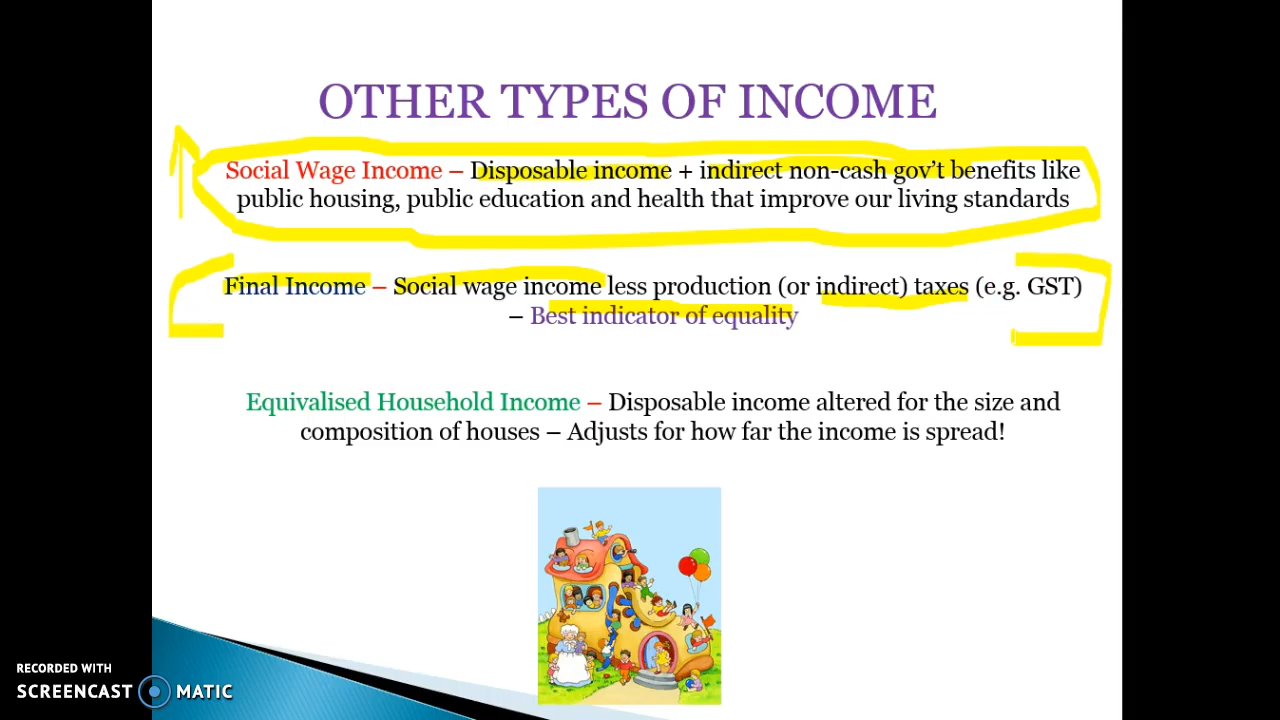 OTHER TYPES OF INCOME
Social Wage Income – Disposable income + indirect non-cash gov’t benefits like
public housing, public education and health that improve our living standards
Final Income – Social wage income less production (or indirect) taxes (e.g. GST)
– Best indicator of equality
Equivalised Household Income – Disposable income altered for the size and
composition of houses – Adjusts for how far the income is spread!
RECORDED WITH
SCREENCAST MATIC